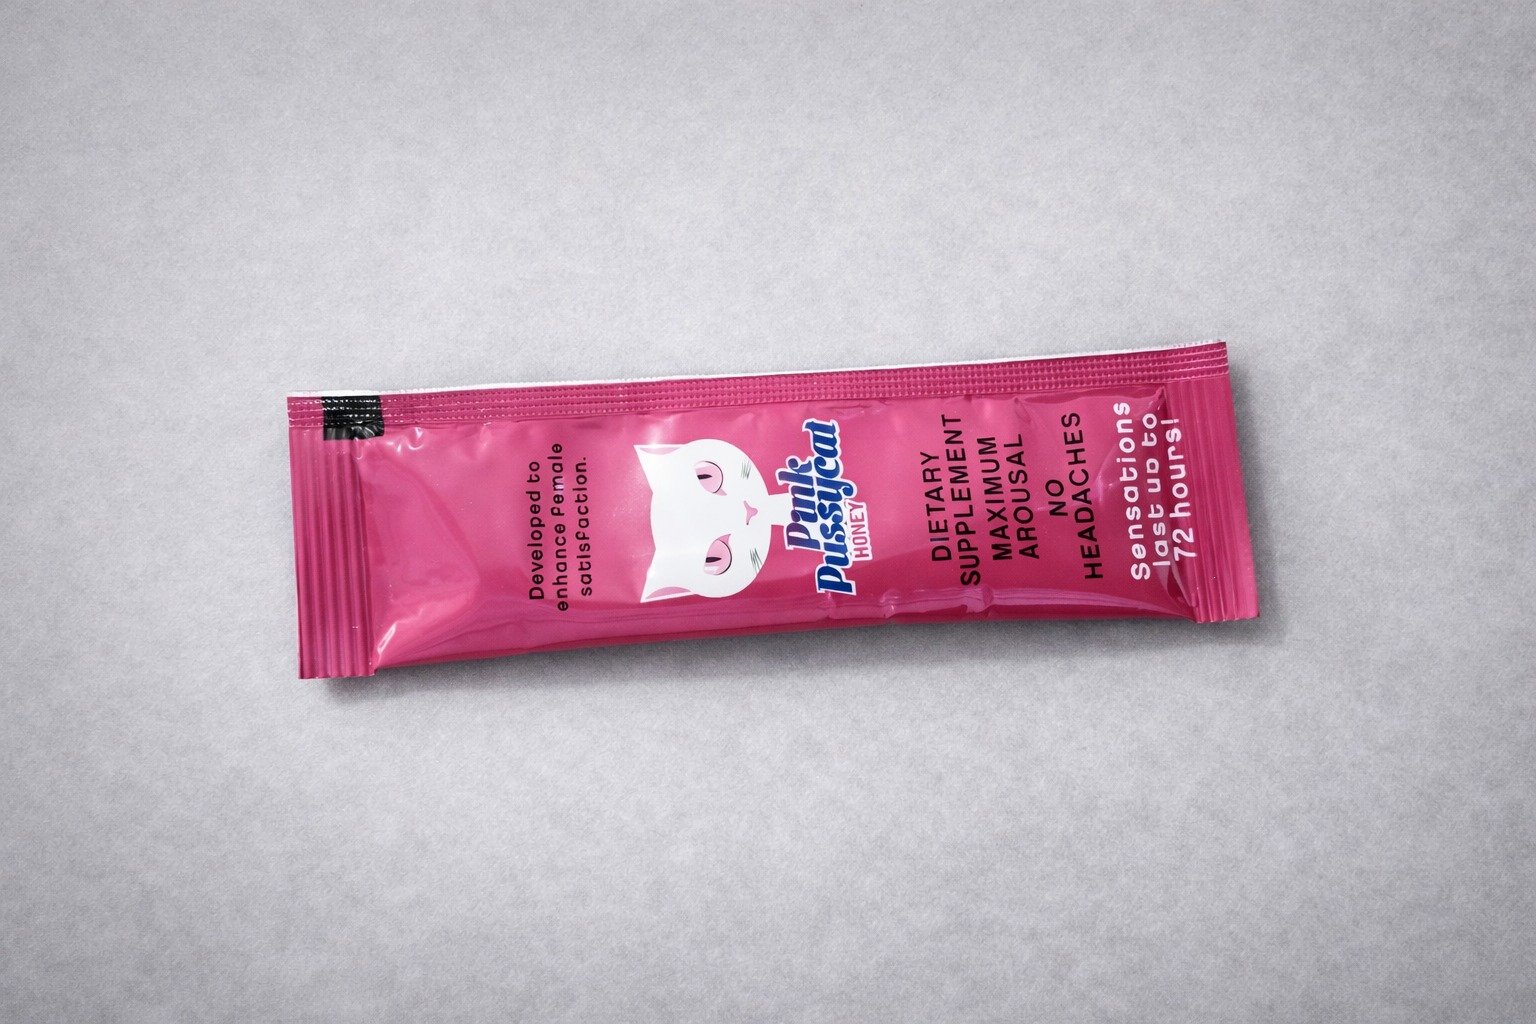 Developed to
enhance Female
satisFaction.
Pink
Pussycat
HONEY
DIETARY
SUPPLEMENT
MAXIMUM
AROUSAL
NO
HEADACHES
Sensations
last up to
72 hours!